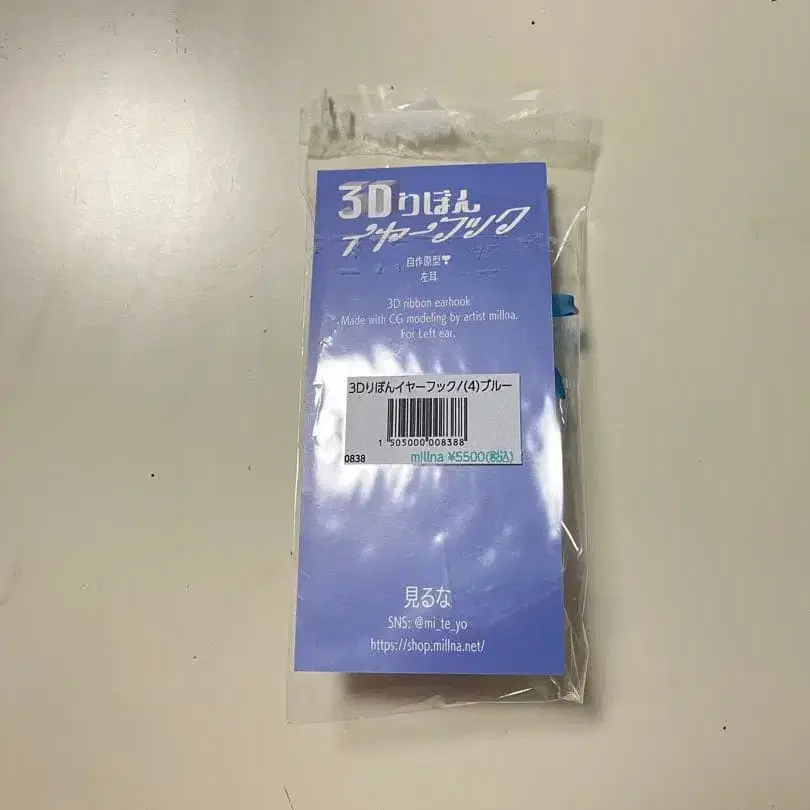 3Dりぼん
イヤーフック
自作原型❣
左耳
3D ribbon earhook
Made with CG modeling by artist millna.
For Left ear.
3Dりぼんイヤーフック/(4)ブルー
1 505000 008388
0838 millna ¥5500(税込)
見るな
SNS: @mi_te_yo
https://shop.millna.net/